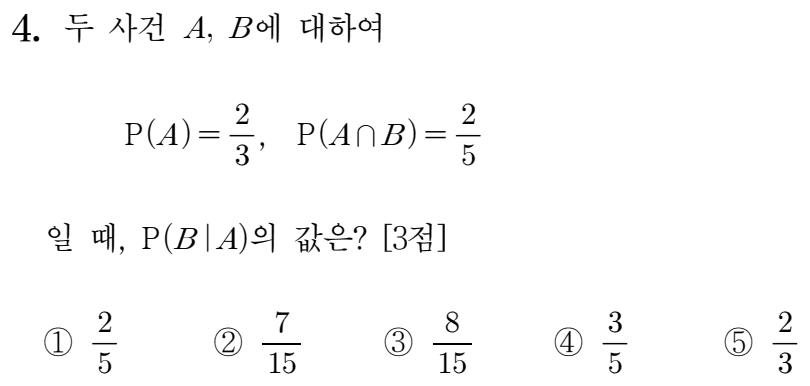 4. 두 사건 A, B에 대하여
P(A) = 2/3, P(A∩B) = 2/5
일 때, P(B|A)의 값은? [3점]
① 2/5 ② 7/15 ③ 8/15 ④ 3/5 ⑤ 2/3